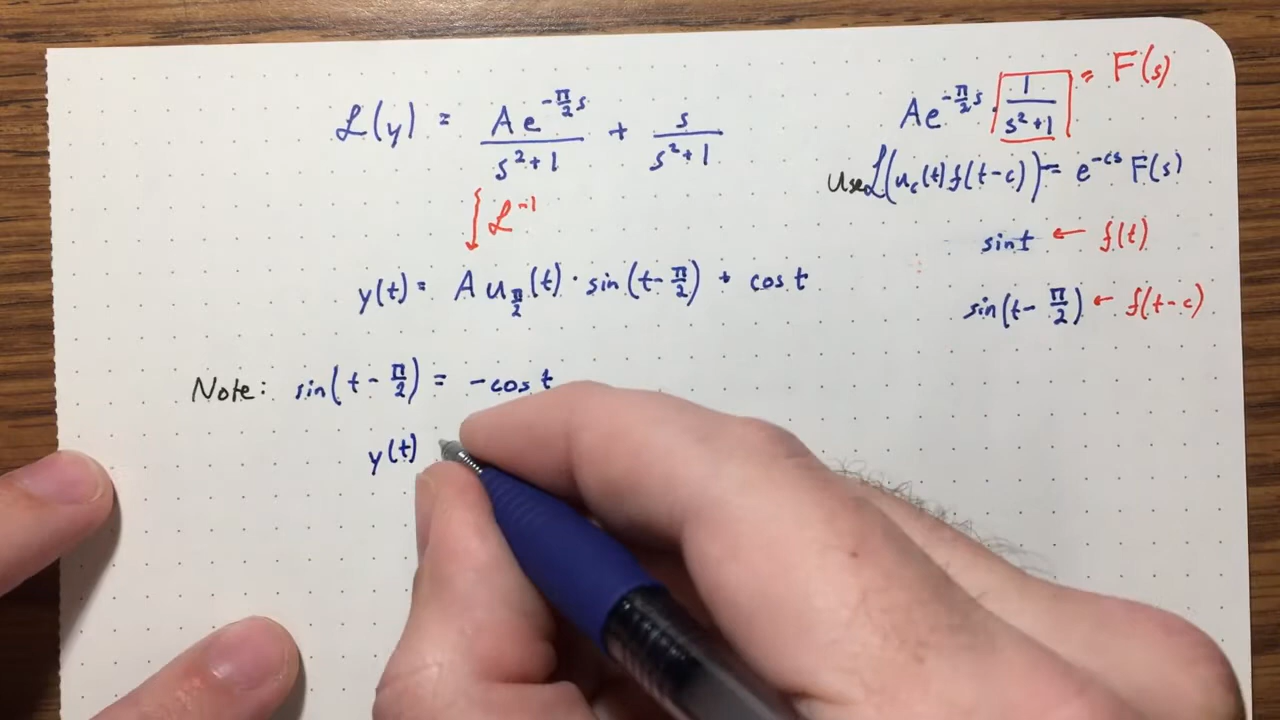 ℒ(y) = Ae^(-π/2 s)/(s²+1) + s/(s²+1)
ℒ⁻¹
y(t) = A u_(π/2)(t) · sin(t - π/2) + cos t
Note: sin(t - π/2) = -cos t
y(t)
Ae^(-π/2 s) · 1/(s²+1) = F(s)
Use ℒ(u_c(t) f(t-c)) = e^(-cs) F(s)
sin t ← f(t)
sin(t - π/2) ← f(t-c)